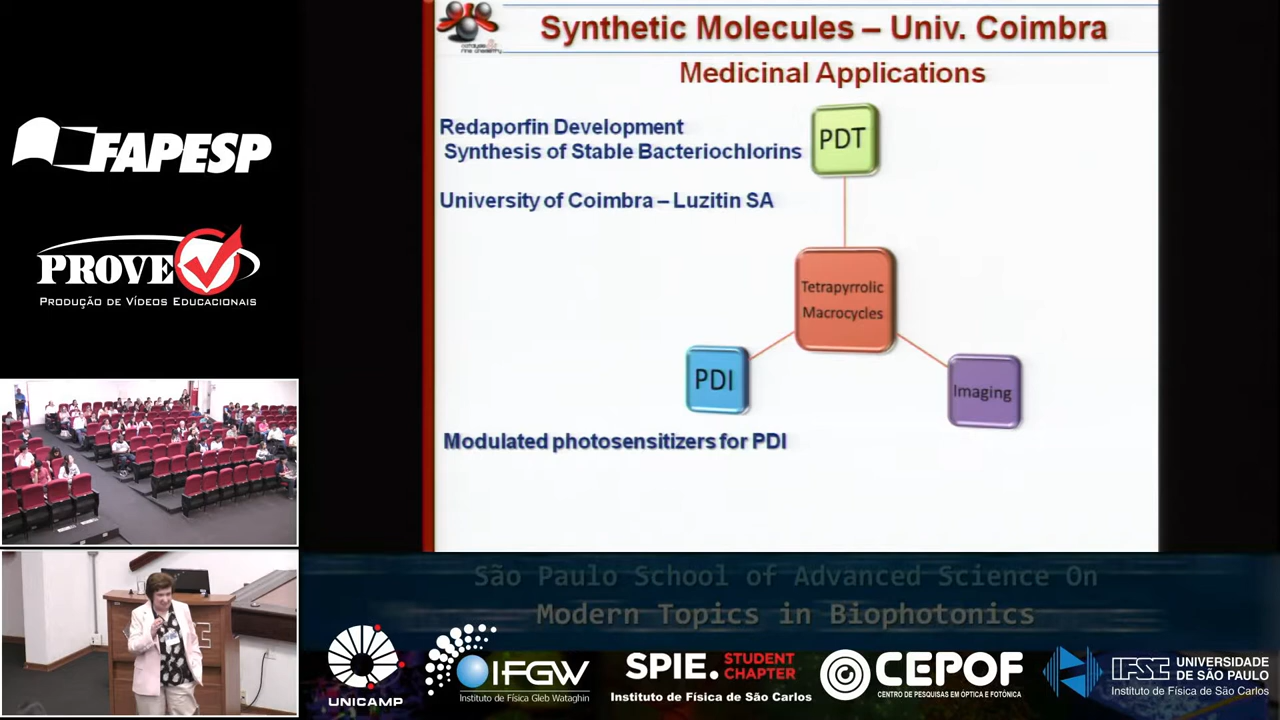 FAPESP
PROVE
PRODUÇÃO DE VÍDEOS EDUCACIONAIS
Synthetic Molecules – Univ. Coimbra
Medicinal Applications
Redaporfin Development
Synthesis of Stable Bacteriochlorins
University of Coimbra – Luzitin SA
PDT
Tetrapyrrolic
Macrocycles
PDI
Imaging
Modulated photosensitizers for PDI
São Paulo School of Advanced Science On
Modern Topics in Biophotonics
UNICAMP
IFGW
Instituto de Física Gleb Wataghin
SPIE. STUDENT
CHAPTER
Instituto de Física de São Carlos
CEPOF
CENTRO DE PESQUISAS EM ÓPTICA E FOTÔNICA
IFSC UNIVERSIDADE
DE SÃO PAULO
Instituto de Física de São Carlos